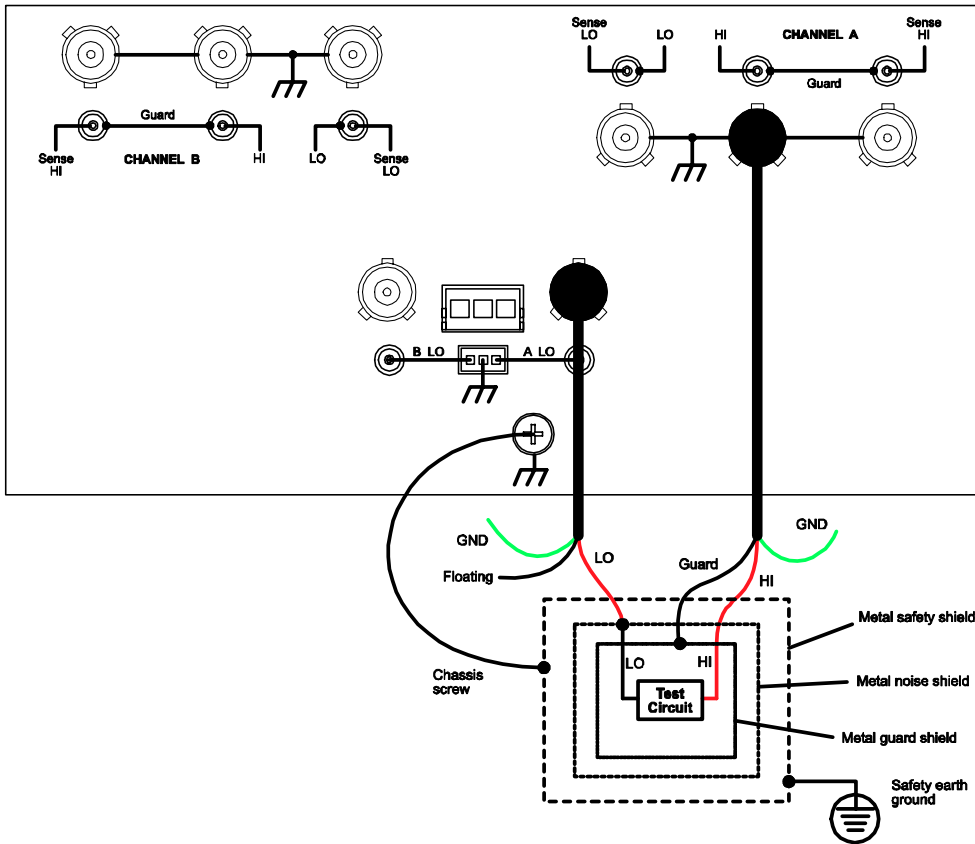 Sense
LO
LO
HI
CHANNEL A
Sense
HI
Guard
Guard
Sense
HI
CHANNEL B
HI
LO
Sense
LO
B LO
A LO
GND
LO
Floating
Guard
HI
GND
Metal safety shield
LO
HI
Chassis
screw
Test
Circuit
Metal noise shield
Metal guard shield
Safety earth
ground